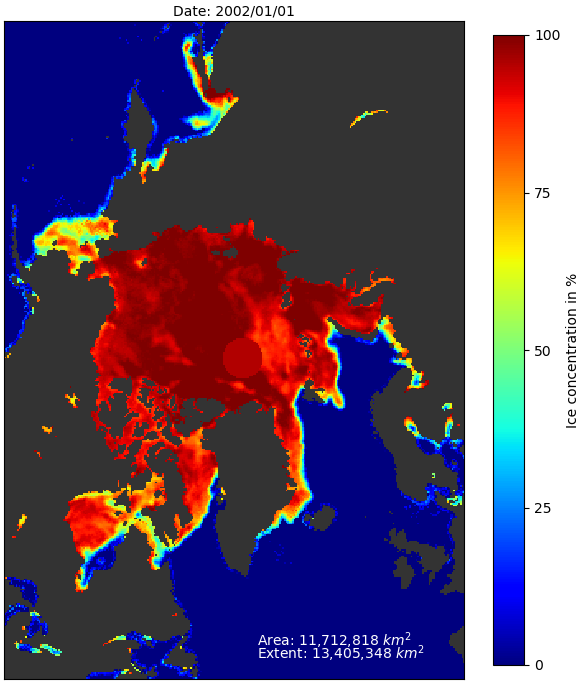 Date: 2002/01/01
100
75
50
25
0
Ice concentration in %
Area: 11,712,818 km²
Extent: 13,405,348 km²